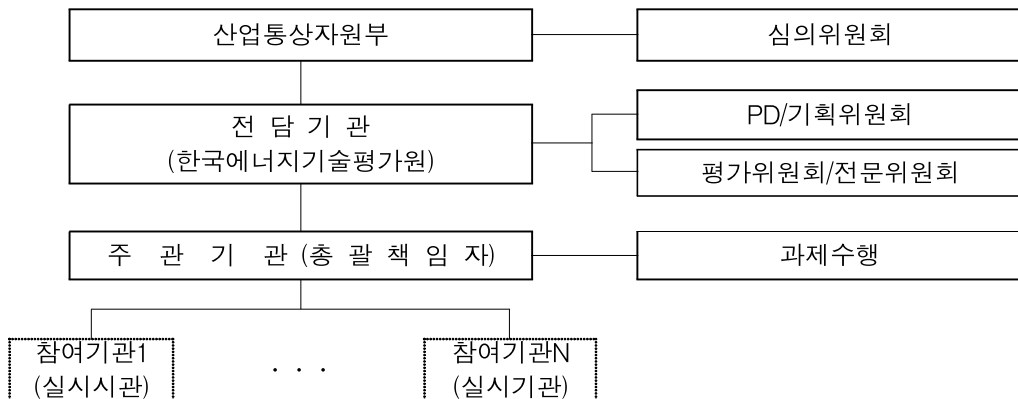 산업통상자원부
심의위원회
전 담 기 관
(한국에너지기술평가원)
PD/기획위원회
평가위원회/전문위원회
주 관 기 관 (총 괄 책 임 자)
과제수행
참여기관1
(실시시관)
. . .
참여기관N
(실시기관)